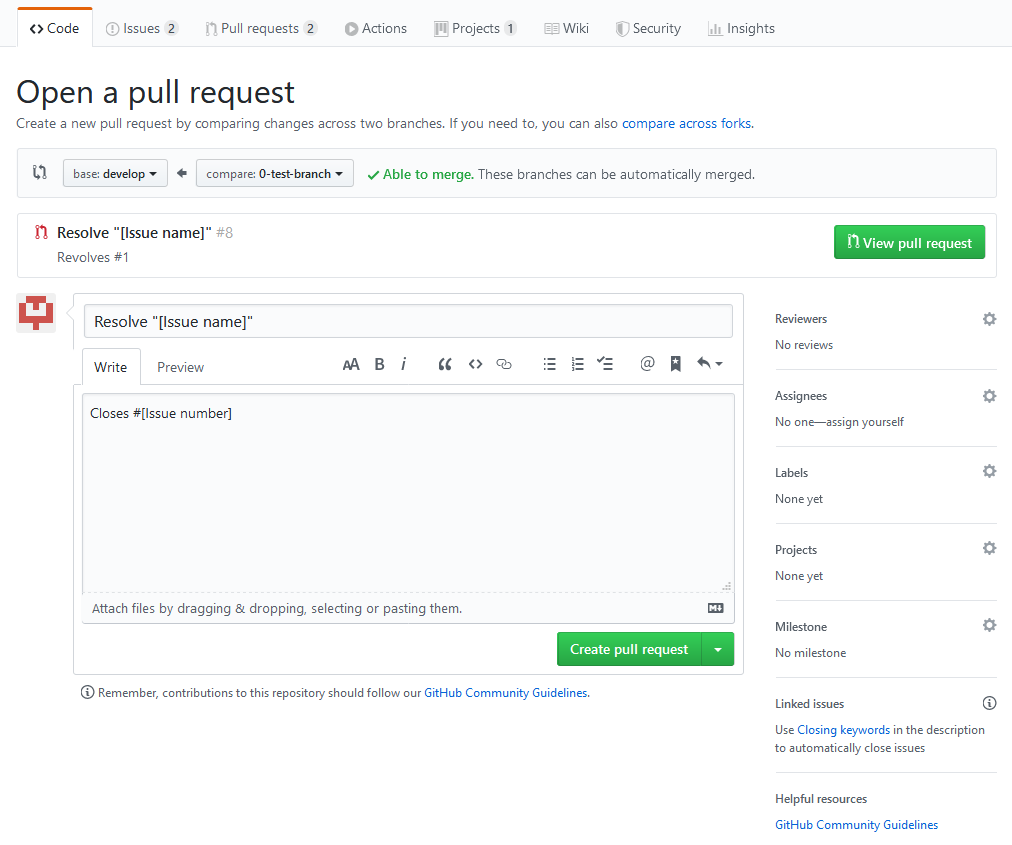 Code Issues 2 Pull requests 2 Actions Projects 1 Wiki Security Insights
Open a pull request
Create a new pull request by comparing changes across two branches. If you need to, you can also compare across forks.
base: develop compare: 0-test-branch Able to merge. These branches can be automatically merged.
Resolve "[Issue name]" #8
Revolves #1
View pull request
Resolve "[Issue name]"
Write Preview AA B i @
Closes #[Issue number]
Attach files by dragging & dropping, selecting or pasting them.
Create pull request
Remember, contributions to this repository should follow our GitHub Community Guidelines.
Reviewers
No reviews
Assignees
No one—assign yourself
Labels
None yet
Projects
None yet
Milestone
No milestone
Linked issues
Use Closing keywords in the description
to automatically close issues
Helpful resources
GitHub Community Guidelines